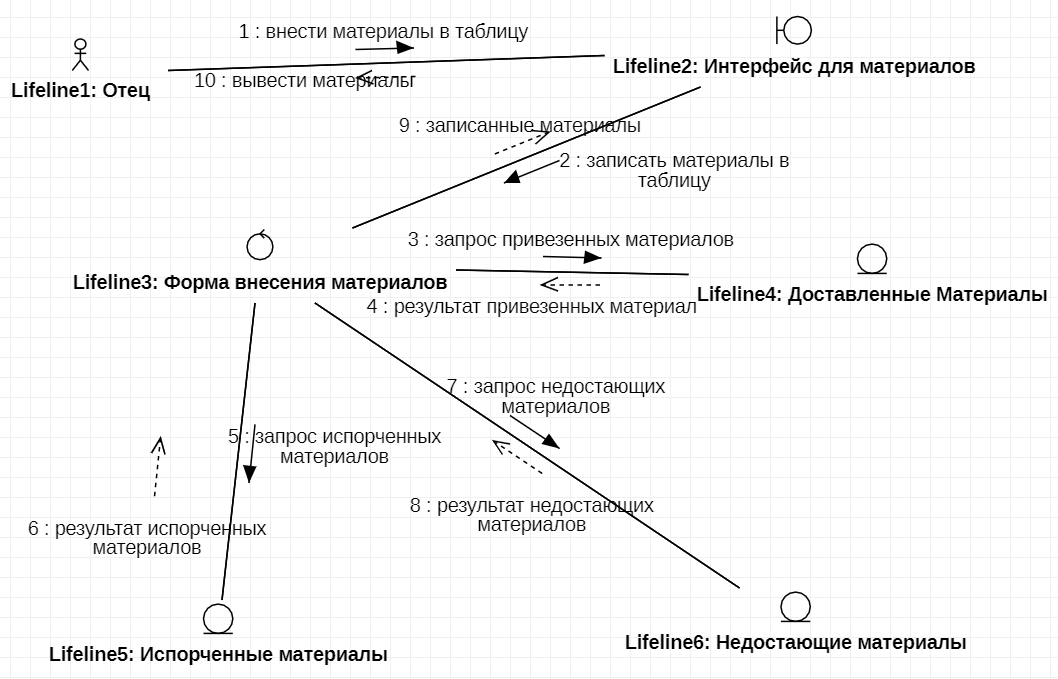 1 : внести материалы в таблицу
Lifeline1: Отец
10 : вывести материалы
Lifeline2: Интерфейс для материалов
9 : записанные материалы
2 : записать материалы в
таблицу
3 : запрос привезенных материалов
Lifeline3: Форма внесения материалов
Lifeline4: Доставленные Материалы
4 : результат привезенных материал
7 : запрос недостающих
материалов
5 : запрос испорченных
материалов
8 : результат недостающих
материалов
6 : результат испорченных
материалов
Lifeline5: Испорченные материалы
Lifeline6: Недостающие материалы